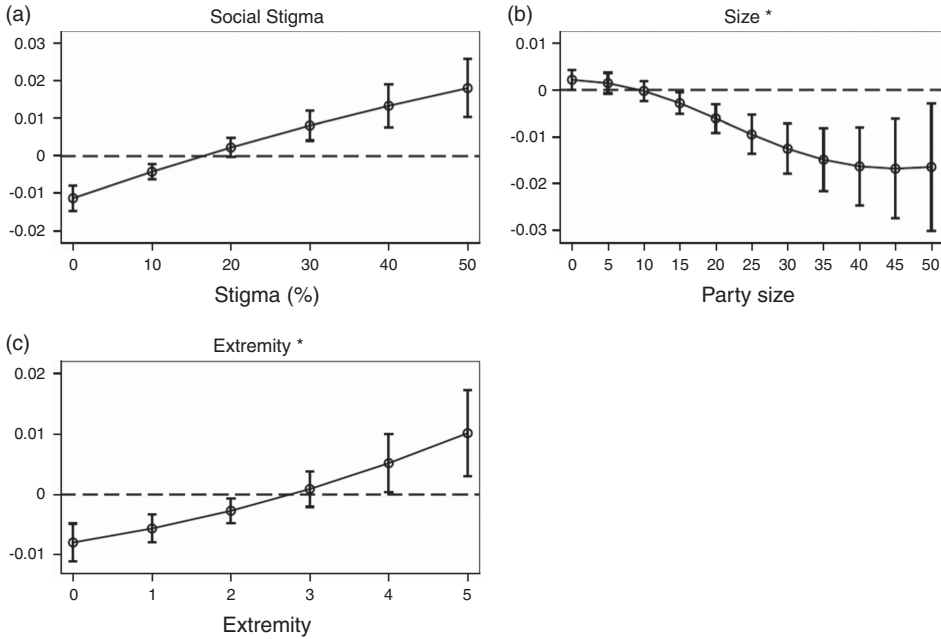 (a)
Social Stigma
0.03
0.02
0.01
0
-0.01
-0.02
0 10 20 30 40 50
Stigma (%)
(b)
Size *
0.01
0
-0.01
-0.02
-0.03
0 5 10 15 20 25 30 35 40 45 50
Party size
(c)
Extremity *
0.02
0.01
0
-0.01
0 1 2 3 4 5
Extremity